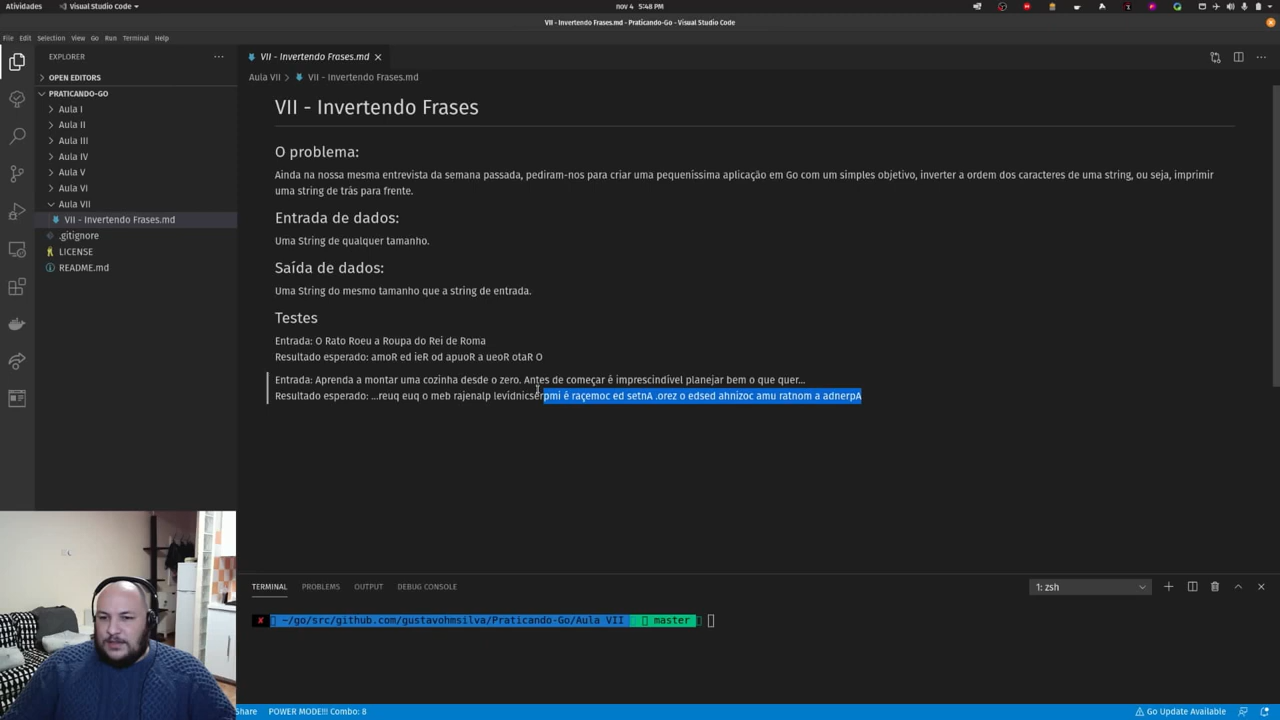 Atividades
Visual Studio Code
nov 4 5:48 PM
VII - Invertendo Frases.md - Praticando-Go - Visual Studio Code
File Edit Selection View Go Run Terminal Help
EXPLORER
VII - Invertendo Frases.md
OPEN EDITORS
Aula VII > VII - Invertendo Frases.md
PRATICANDO-GO
Aula I
Aula II
Aula III
Aula IV
Aula V
Aula VI
Aula VII
VII - Invertendo Frases.md
.gitignore
LICENSE
README.md
VII - Invertendo Frases
O problema:
Ainda na nossa mesma entrevista da semana passada, pediram-nos para criar uma pequeníssima aplicação em Go com um simples objetivo, inverter a ordem dos caracteres de uma string, ou seja, imprimir
uma string de trás para frente.
Entrada de dados:
Uma String de qualquer tamanho.
Saída de dados:
Uma String do mesmo tamanho que a string de entrada.
Testes
Entrada: O Rato Roeu a Roupa do Rei de Roma
Resultado esperado: amoR ed ieR od apuoR a ueoR otaR O
Entrada: Aprenda a montar uma cozinha desde o zero. Antes de começar é imprescindível planejar bem o que quer...
Resultado esperado: ...reuq euq o meb rajenalp levídnicserpmi é raçemoc ed setnA .orez o edsed ahnizoc amu ratnom a adnerpA
TERMINAL PROBLEMS OUTPUT DEBUG CONSOLE
1: zsh
~/go/src/github.com/gustavohmsilva/Praticando-Go/Aula VII master
Share
POWER MODE!!! Combo: 8
Go Update Available